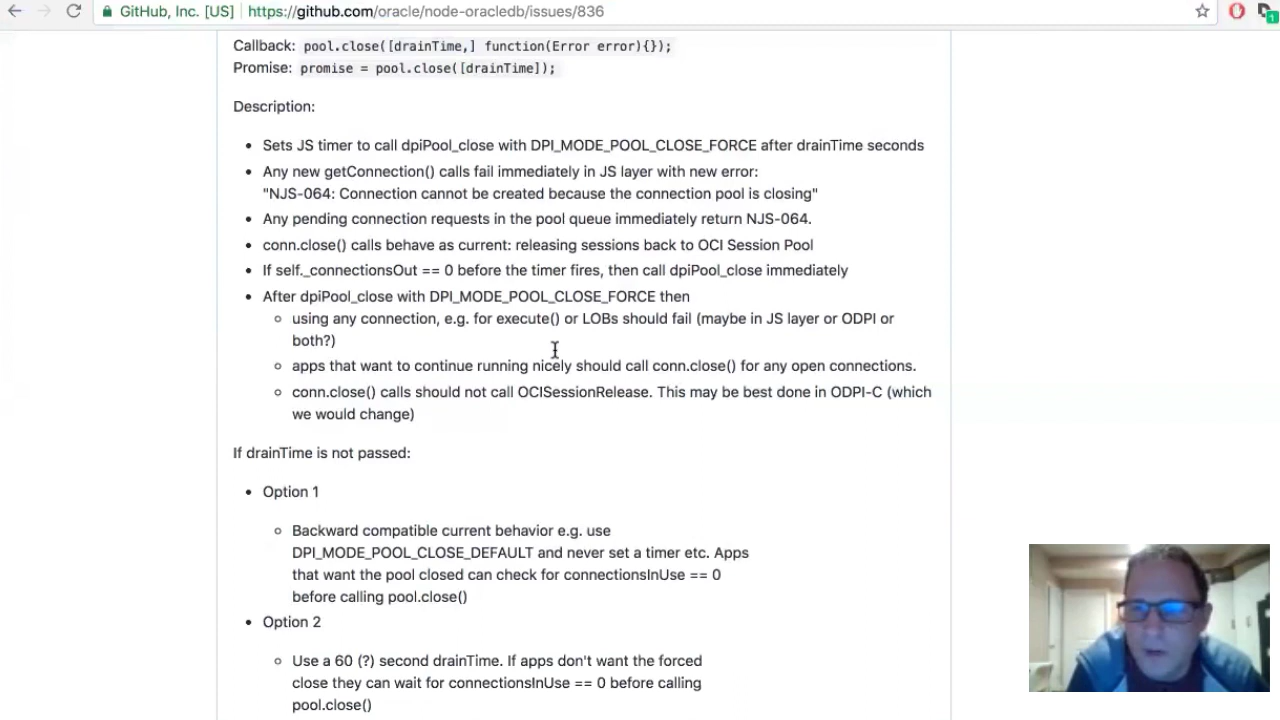 GitHub, Inc. [US] https://github.com/oracle/node-oracledb/issues/836
1
Callback: pool.close([drainTime,] function(Error error){});
Promise: promise = pool.close([drainTime]);
Description:
• Sets JS timer to call dpiPool_close with DPI_MODE_POOL_CLOSE_FORCE after drainTime seconds
• Any new getConnection() calls fail immediately in JS layer with new error:
"NJS-064: Connection cannot be created because the connection pool is closing"
• Any pending connection requests in the pool queue immediately return NJS-064.
• conn.close() calls behave as current: releasing sessions back to OCI Session Pool
• If self._connectionsOut == 0 before the timer fires, then call dpiPool_close immediately
• After dpiPool_close with DPI_MODE_POOL_CLOSE_FORCE then
◦ using any connection, e.g. for execute() or LOBs should fail (maybe in JS layer or ODPI or
both?)
◦ apps that want to continue running nicely should call conn.close() for any open connections.
◦ conn.close() calls should not call OCISessionRelease. This may be best done in ODPI-C (which
we would change)
If drainTime is not passed:
• Option 1
◦ Backward compatible current behavior e.g. use
DPI_MODE_POOL_CLOSE_DEFAULT and never set a timer etc. Apps
that want the pool closed can check for connectionsInUse == 0
before calling pool.close()
• Option 2
◦ Use a 60 (?) second drainTime. If apps don't want the forced
close they can wait for connectionsInUse == 0 before calling
pool.close()